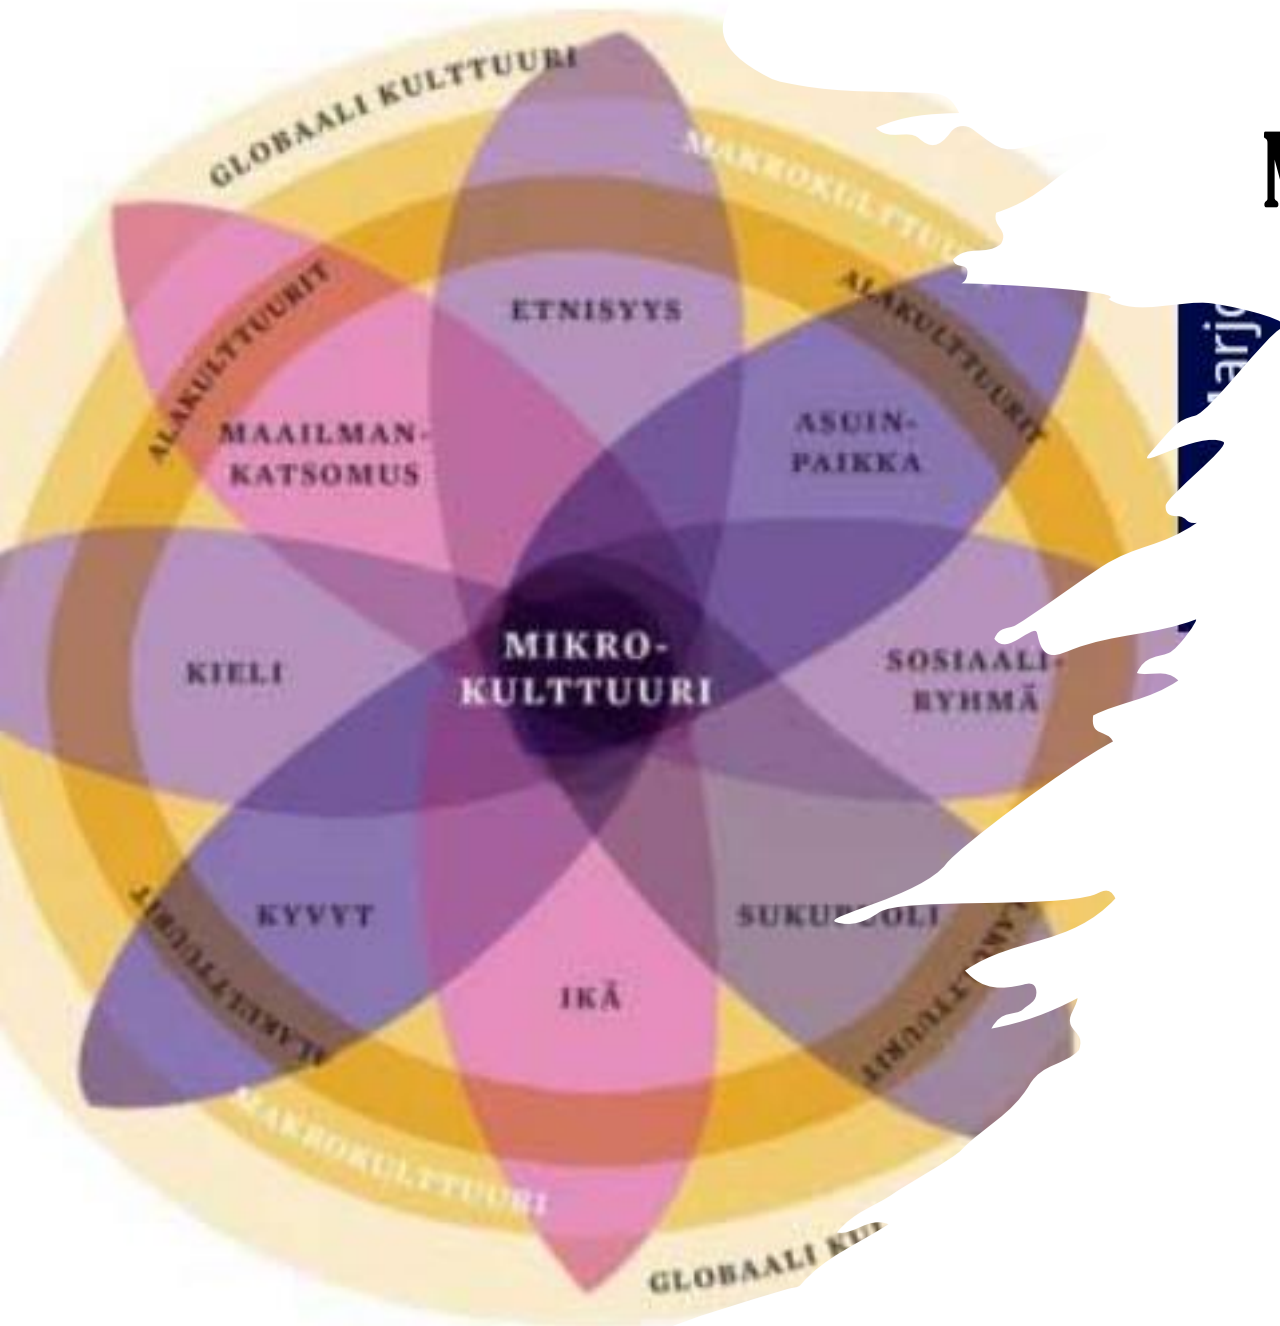 GLOBAALI KULTTUURI
MAKROKULTTUURI
ALAKULTTUURIT
ALAKULTTUURIT
ETNISYYS
MAAILMAN-
KATSOMUS
ASUIN-
PAIKKA
KIELI
MIKRO-
KULTTUURI
SOSIAALI-
RYHMÄ
KYVYT
SUKUPUOLI
IKÄ
ALAKULTTUURIT
ALAKULTTUURIT
MAKROKULTTUURI
GLOBAALI